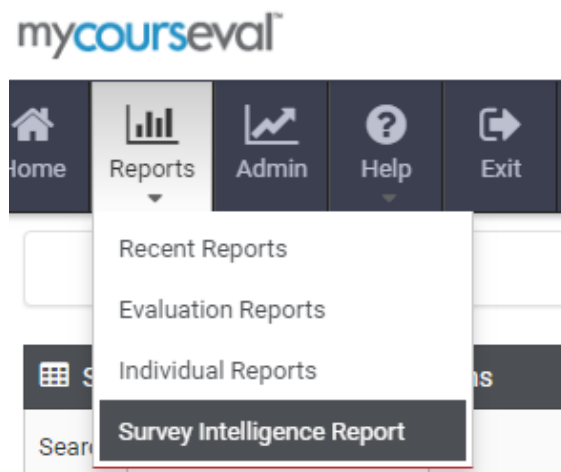 mycourseval™
Home Reports Admin Help Exit
Recent Reports
Evaluation Reports
Individual Reports
Survey Intelligence Report